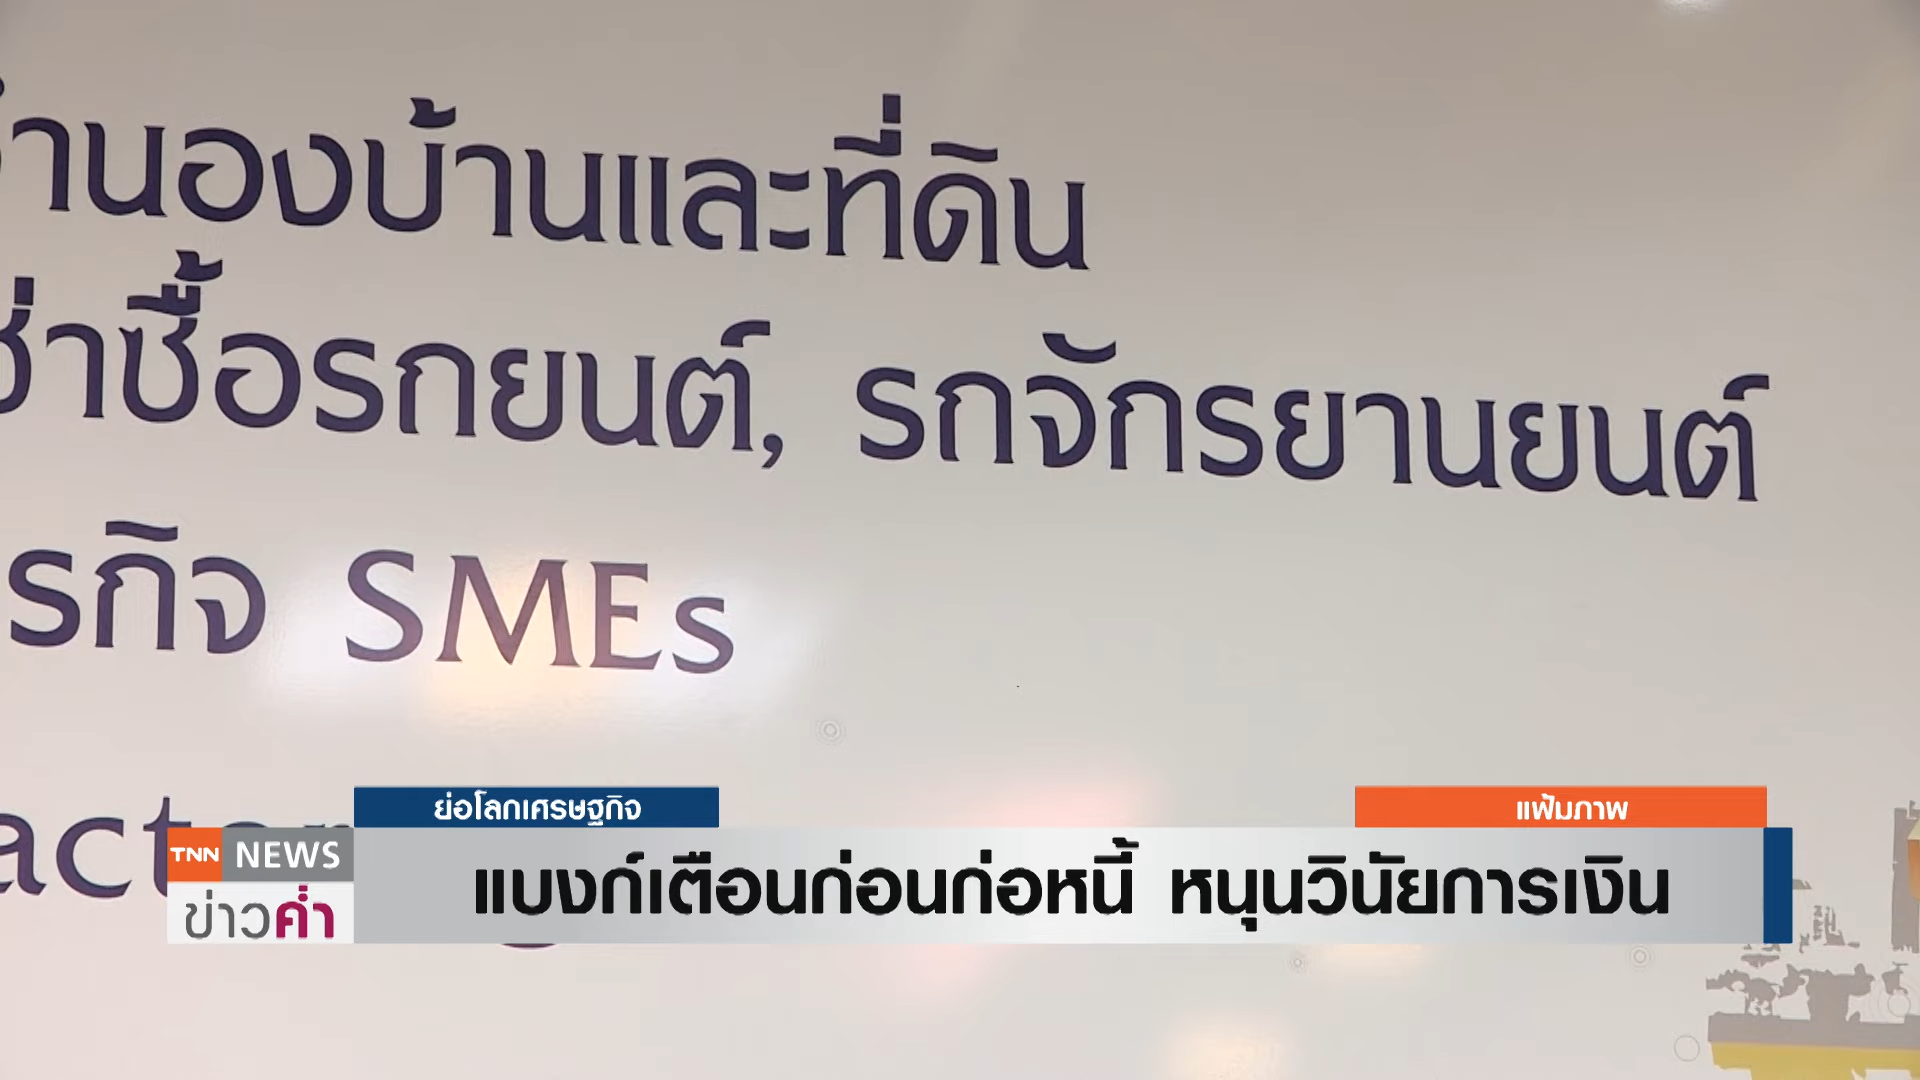 านองบ้านและที่ดิน
ช่าซื้อรถยนต์, รถจักรยานยนต์
รกิจ SMEs
acto
ย่อโลกเศรษฐกิจ
แฟ้มภาพ
TNN NEWS
ข่าวค่ำ
แบงก์เตือนก่อนก่อหนี้ หนุนวินัยการเงิน